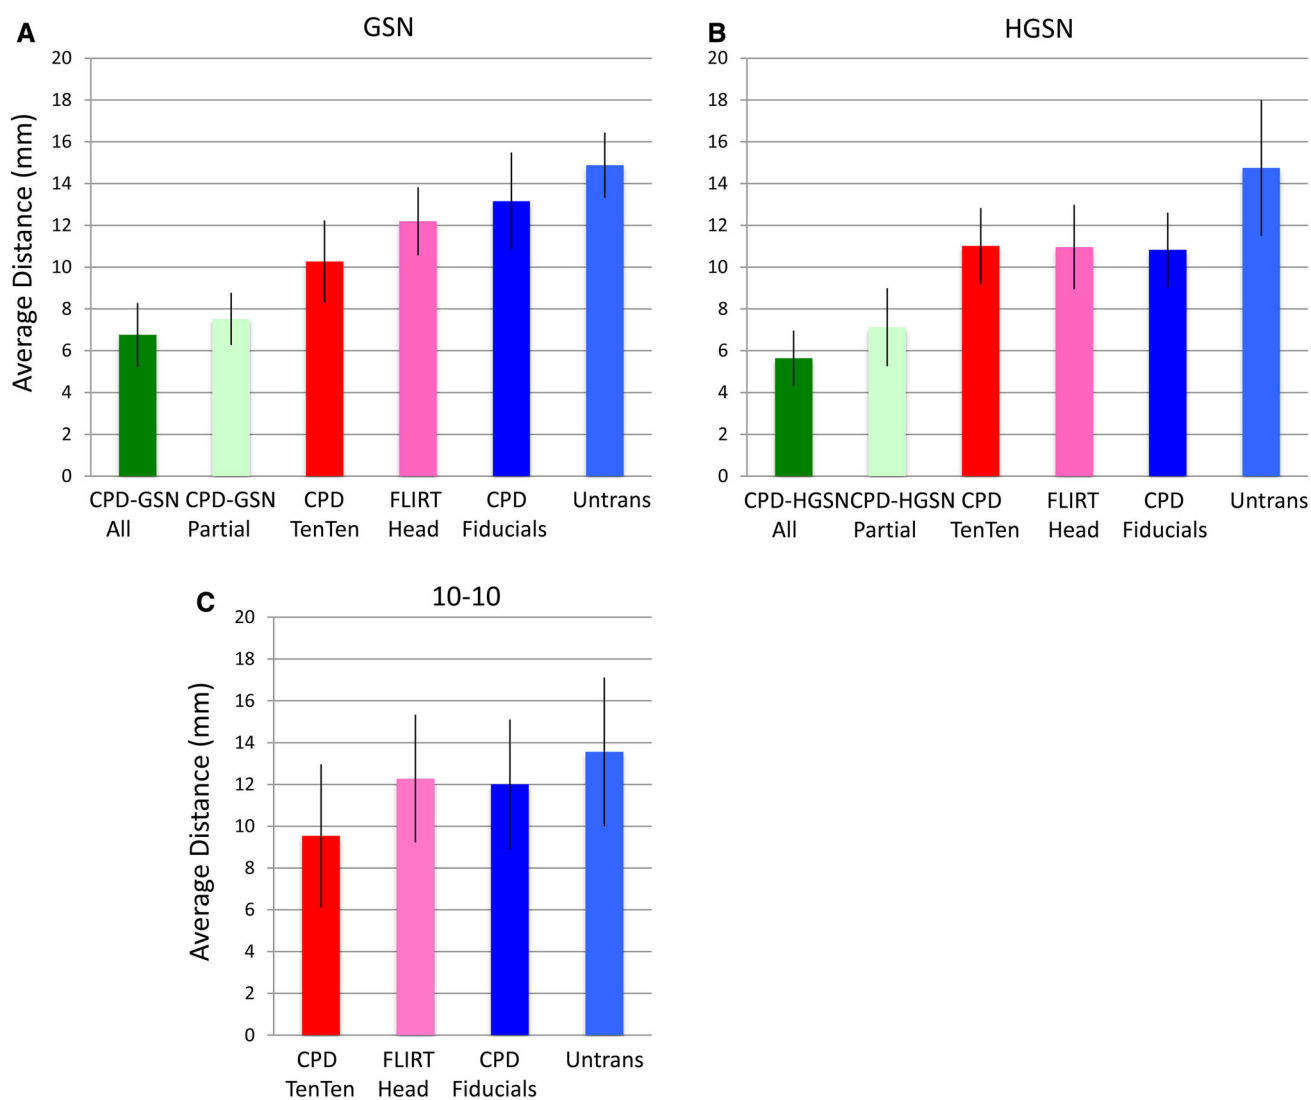 A
GSN
Average Distance (mm)
20
18
16
14
12
10
8
6
4
2
0
CPD-GSN CPD-GSN CPD FLIRT CPD Untrans
All Partial TenTen Head Fiducials
B
HGSN
20
18
16
14
12
10
8
6
4
2
0
CPD-HGSN CPD-HGSN CPD FLIRT CPD Untrans
All Partial TenTen Head Fiducials
C
10-10
Average Distance (mm)
20
18
16
14
12
10
8
6
4
2
0
CPD FLIRT CPD Untrans
TenTen Head Fiducials